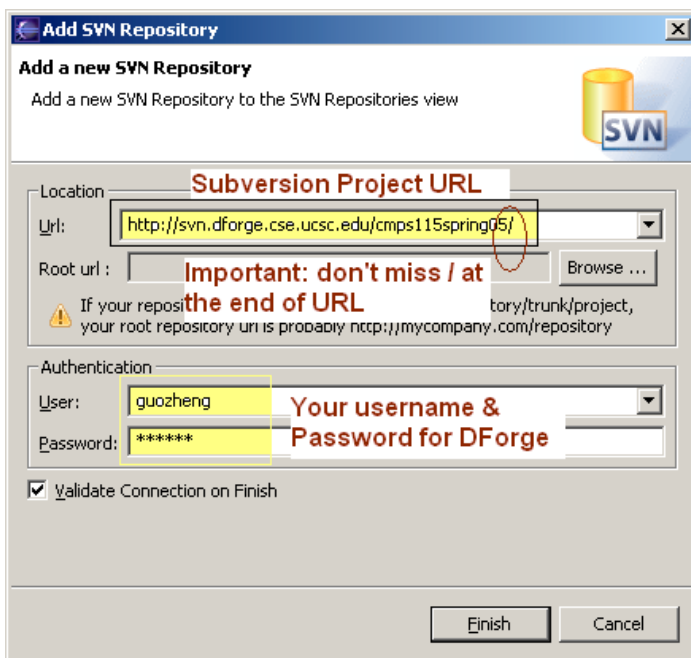 Add SVN Repository
Add a new SVN Repository
Add a new SVN Repository to the SVN Repositories view
SVN
Location
Subversion Project URL
Url:
http://svn.dforge.cse.ucsc.edu/cmps115spring05/
Root url :
Browse ...
Important: don't miss / at
the end of URL
If your reposi tory/trunk/project,
your root repository url is probably http://mycompany.com/repository
Authentication
User:
guozheng
Your username &
Password for DForge
Password:
******
Validate Connection on Finish
Finish
Cancel